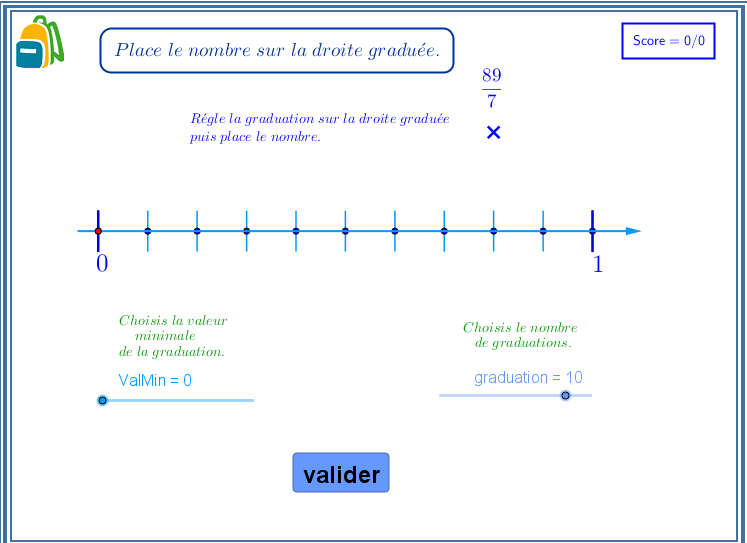 Place le nombre sur la droite graduée.
Score = 0/0
89
7
Régle la graduation sur la droite graduée
puis place le nombre.
0
1
Choisis la valeur
minimale
de la graduation.
ValMin = 0
Choisis le nombre
de graduations.
graduation = 10
valider